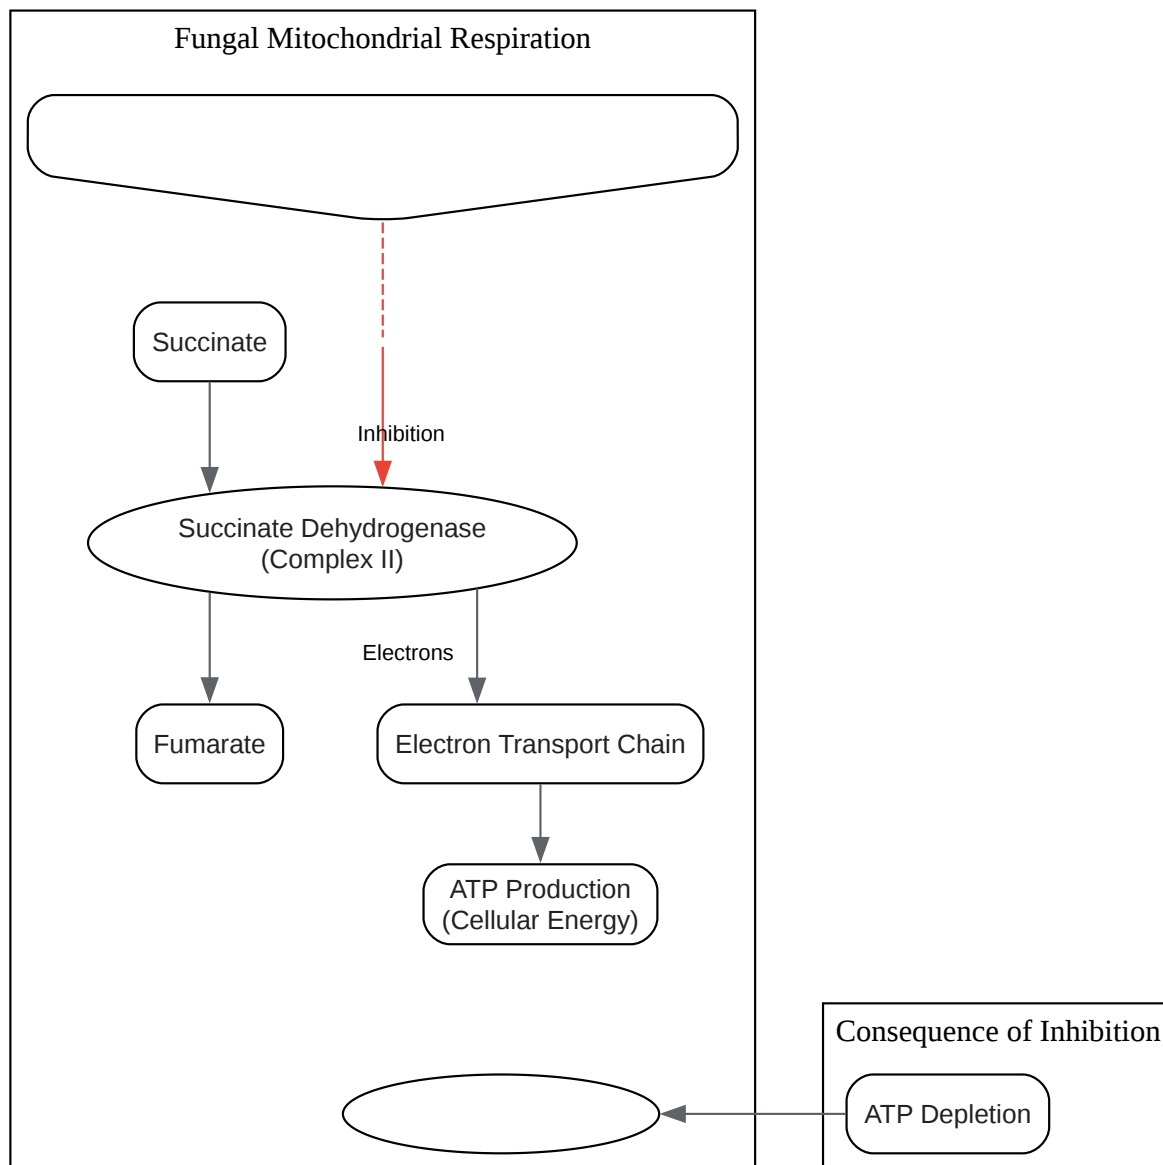 Fungal Mitochondrial Respiration
Succinate
Inhibition
Succinate Dehydrogenase
(Complex II)
Electrons
Fumarate
Electron Transport Chain
ATP Production
(Cellular Energy)
Consequence of Inhibition
ATP Depletion